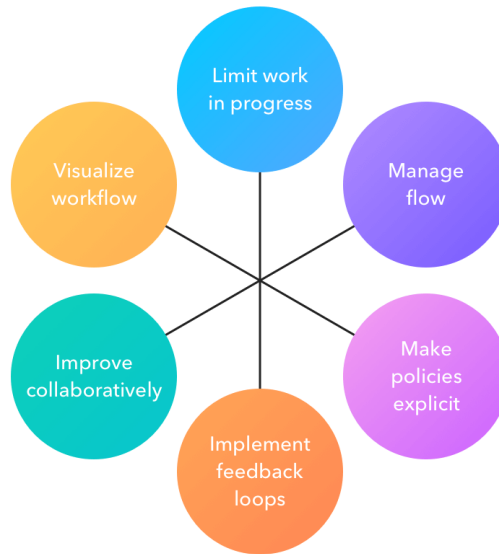 Limit work
in progress
Visualize
workflow
Manage
flow
Improve
collaboratively
Make
policies
explicit
Implement
feedback
loops